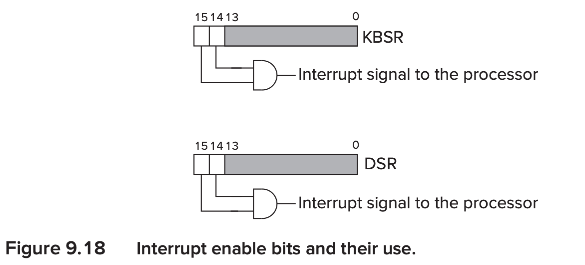 15 14 13 0
KBSR
Interrupt signal to the processor
15 14 13 0
DSR
Interrupt signal to the processor
Figure 9.18 Interrupt enable bits and their use.